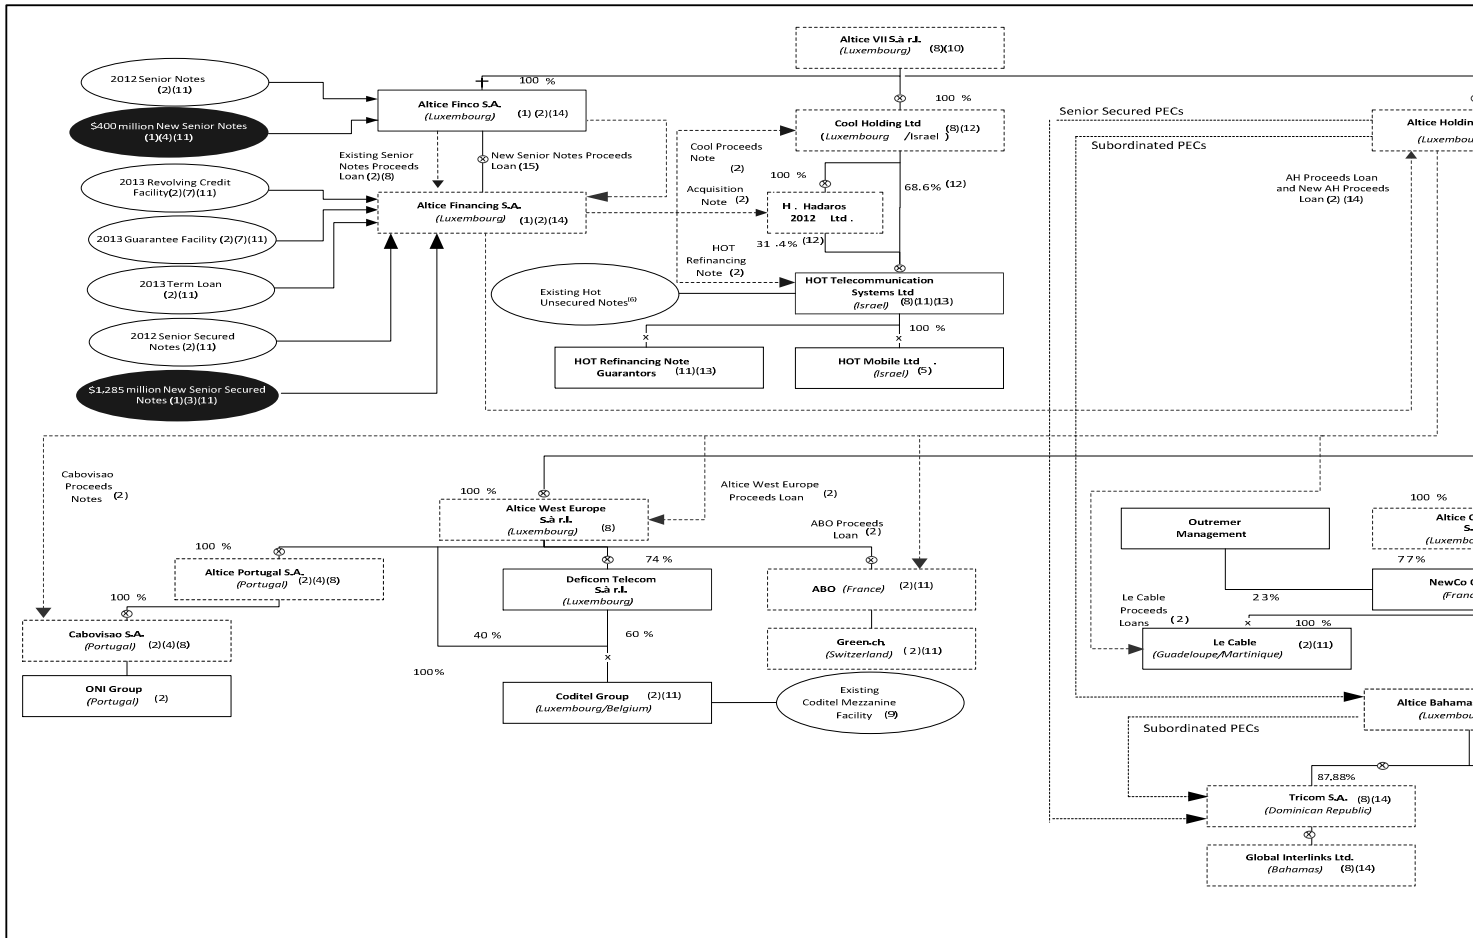 Altice VII S.à r.l.
(Luxembourg) (8)(10)
100 %
2012 Senior Notes
(2)(11)
$400 million New Senior Notes
(1)(4)(11)
Altice Finco S.A.
(Luxembourg) (1) (2)(14)
100 %
Cool Holding Ltd
(Luxembourg /Israel ) (8)(12)
Senior Secured PECs
Subordinated PECs
Altice Holdin
(Luxembou
Existing Senior
Notes Proceeds
Loan (2)(8)
New Senior Notes Proceeds
Loan (15)
Cool Proceeds
Note
(2)
100 %
68.6% (12)
Acquisition
Note (2)
AH Proceeds Loan
and New AH Proceeds
Loan (2) (14)
2013 Revolving Credit
Facility(2)(7)(11)
2013 Guarantee Facility (2)(7)(11)
2013 Term Loan
(2)(11)
2012 Senior Secured
Notes (2)(11)
$1,285 million New Senior Secured
Notes (1)(3)(11)
Altice Financing S.A.
(Luxembourg) (1)(2)(14)
H . Hadaros
2012 Ltd .
31 .4% (12)
HOT
Refinancing
Note (2)
Existing Hot
Unsecured Notes(6)
HOT Telecommunication
Systems Ltd
(Israel) (8)(11)(13)
100 %
HOT Refinancing Note
Guarantors (11)(13)
HOT Mobile Ltd .
(Israel) (5)
Cabovisao
Proceeds
Notes (2)
100 %
Altice West Europe
S.à r.l.
(Luxembourg) (8)
Altice West Europe (2)
Proceeds Loan
ABO Proceeds
Loan (2)
100 %
Altice Portugal S.A.
(Portugal) (2)(4)(8)
100 %
Cabovisao S.A.
(Portugal) (2)(4)(8)
ONI Group
(Portugal) (2)
74 %
Deficom Telecom
S.à r.l.
(Luxembourg)
40 %
60 %
100%
Coditel Group (2)(11)
(Luxembourg/Belgium)
Existing
Coditel Mezzanine
Facility (9)
ABO (France) (2)(11)
Green.ch
(Switzerland) ( 2)(11)
Outremer
Management
100 %
Altice C
S.
(Luxembo
77%
NewCo O
(Franc
23%
Le Cable
Proceeds
Loans (2)
100 %
Le Cable (2)(11)
(Guadeloupe/Martinique)
Altice Bahamas
(Luxembou
Subordinated PECs
87.88%
Tricom S.A. (8)(14)
(Dominican Republic)
Global Interlinks Ltd.
(Bahamas) (8)(14)